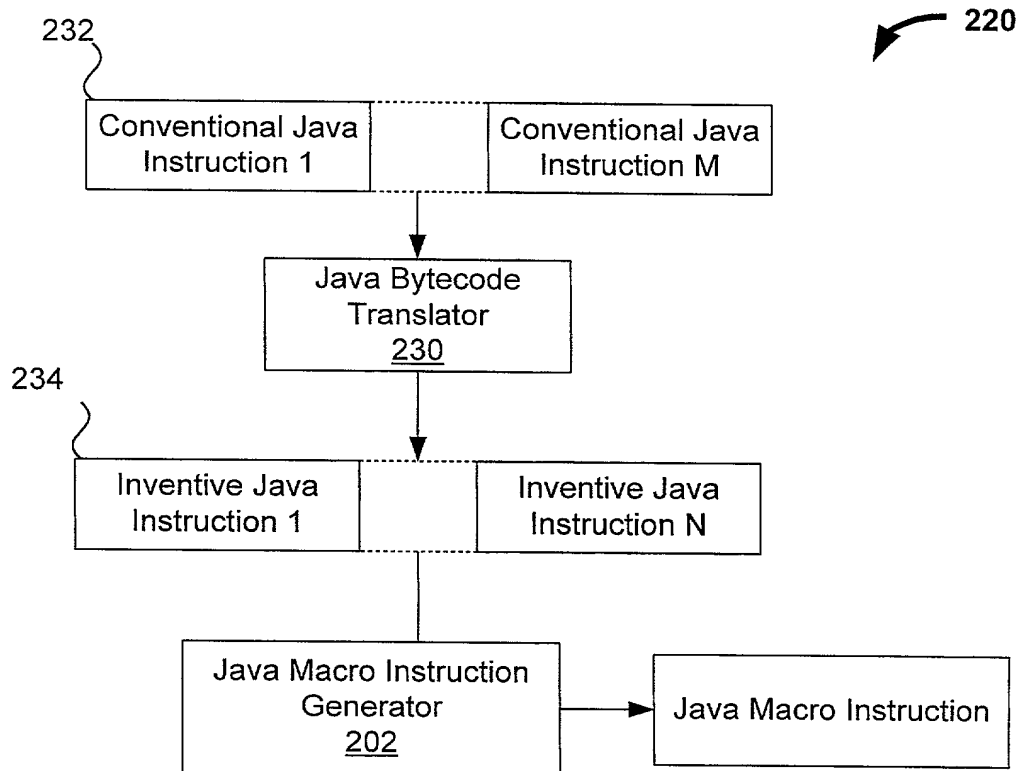 220
232
Conventional Java
Instruction 1
Conventional Java
Instruction M
Java Bytecode
Translator
230
234
Inventive Java
Instruction 1
Inventive Java
Instruction N
Java Macro Instruction
Generator
202
Java Macro Instruction